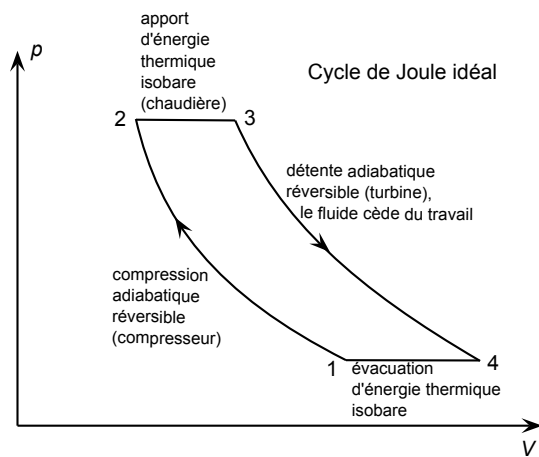 p
apport
d'énergie
thermique
isobare
(chaudière)
Cycle de Joule idéal
2
3
détente adiabatique
réversible (turbine),
le fluide cède du travail
compression
adiabatique
réversible
(compresseur)
1
4
évacuation
d'énergie thermique
isobare
V